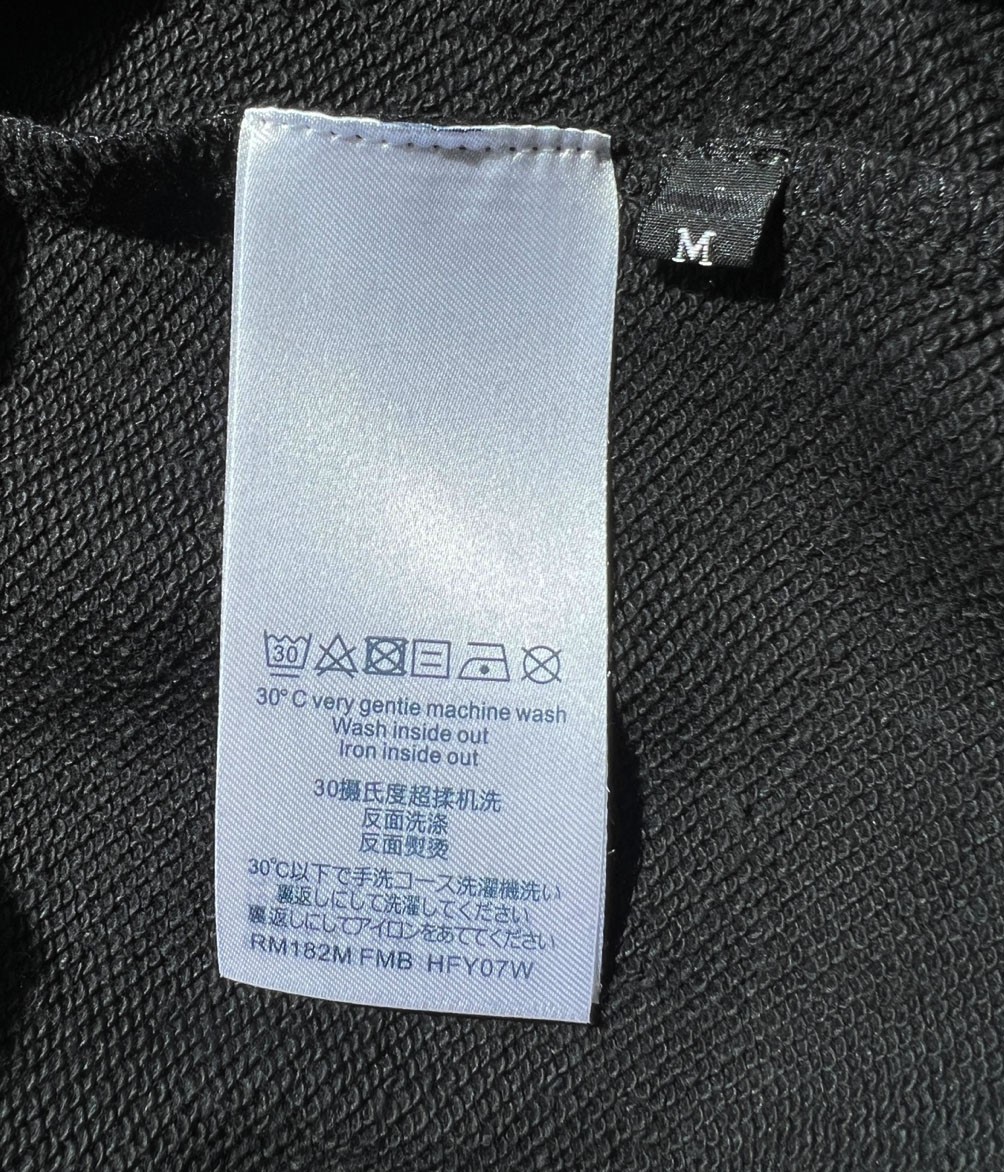 M
30
30° C very gentie machine wash
Wash inside out
Iron inside out
30摄氏度超揉机洗
反面洗涤
反面熨烫
30℃以下で手洗コース洗濯機洗い
裏返しにして洗濯してください
裏返しにしてアイロンをあててください
RM182M FMB HFY07W